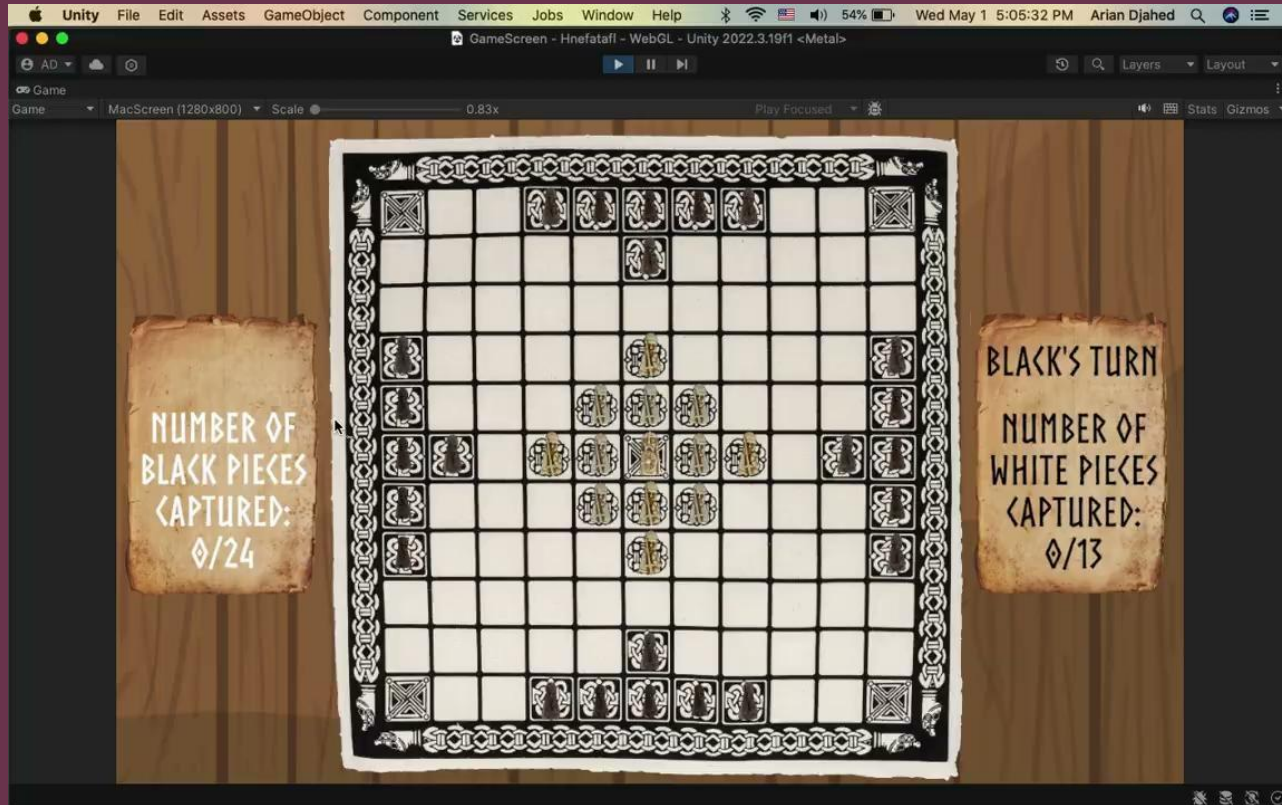 Unity File Edit Assets GameObject Component Services Jobs Window Help 54% Wed May 1 5:05:32 PM Arian Djahed
GameScreen - Hnefatafl - WebGL - Unity 2022.3.19f1 <Metal>
AD Layers Layout
Game
Game MacScreen (1280x800) Scale 0.83x Play Focused Stats Gizmos
NUMBER OF
BLACK PIECES
CAPTURED:
0/24
BLACK'S TURN
NUMBER OF
WHITE PIECES
CAPTURED:
0/13